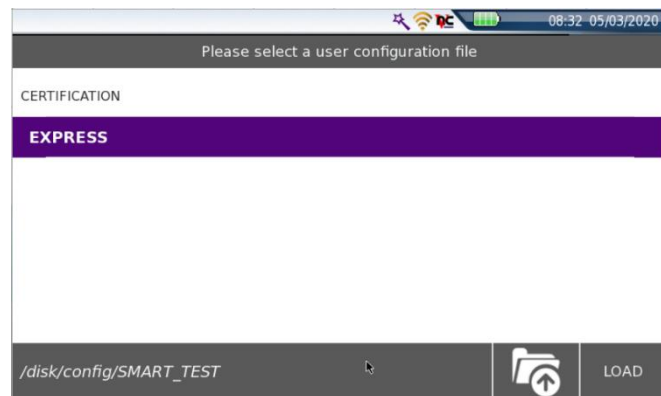 08:32 05/03/2020
Please select a user configuration file
CERTIFICATION
EXPRESS
/disk/config/SMART_TEST
LOAD